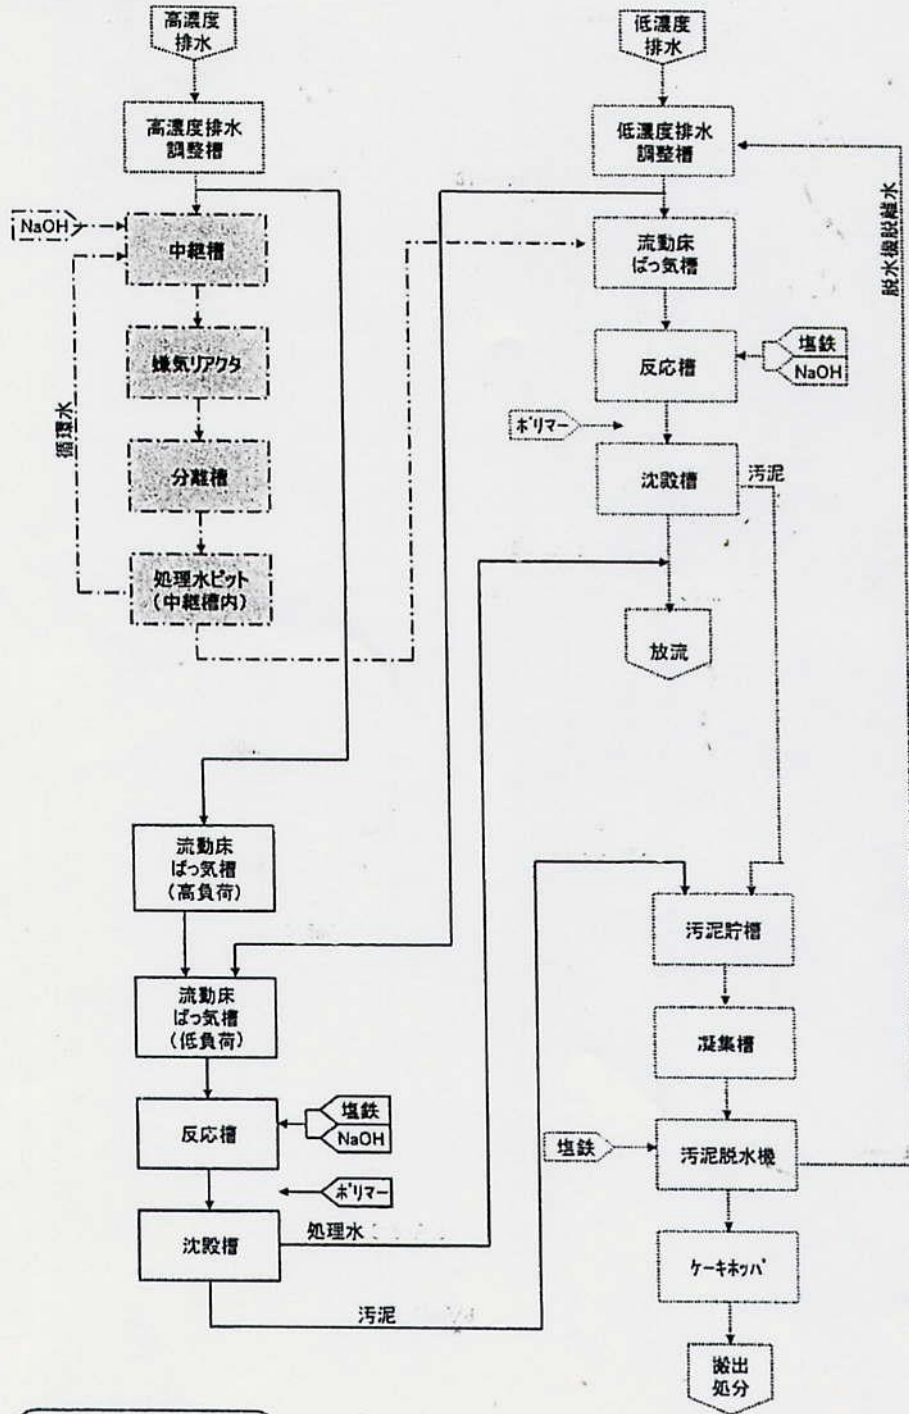 高濃度
排水
低濃度
排水
高濃度排水
調整槽
低濃度排水
調整槽
NaOH
中継槽
流動床
ばっ気槽
脱水機脱離水
嫌気リアクタ
反応槽
塩鉄
NaOH
循環水
ポリマー
分離槽
沈殿槽
汚泥
処理水ピット
(中継槽内)
放流
流動床
ばっ気槽
(高負荷)
汚泥貯槽
流動床
ばっ気槽
(低負荷)
凝集槽
反応槽
塩鉄
NaOH
塩鉄
汚泥脱水機
ポリマー
沈殿槽
処理水
ケーキホッパ
汚泥
搬出
処分